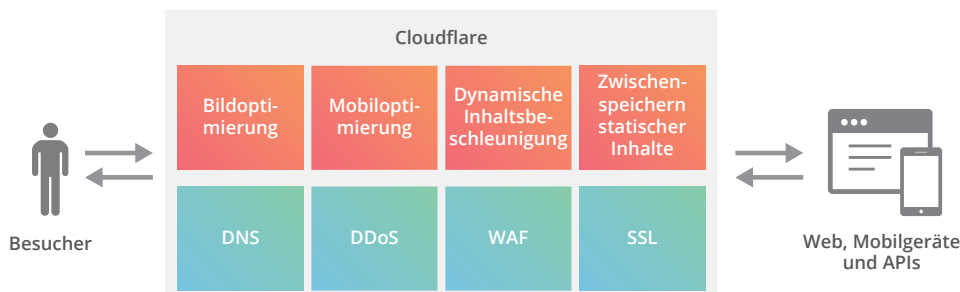 Cloudflare
Bildopti-
mierung
Mobilopti-
mierung
Dynamische
Inhaltsbe-
schleunigung
Zwischen-
speichern
statischer
Inhalte
DNS
DDoS
WAF
SSL
Besucher
Web, Mobilgeräte
und APIs